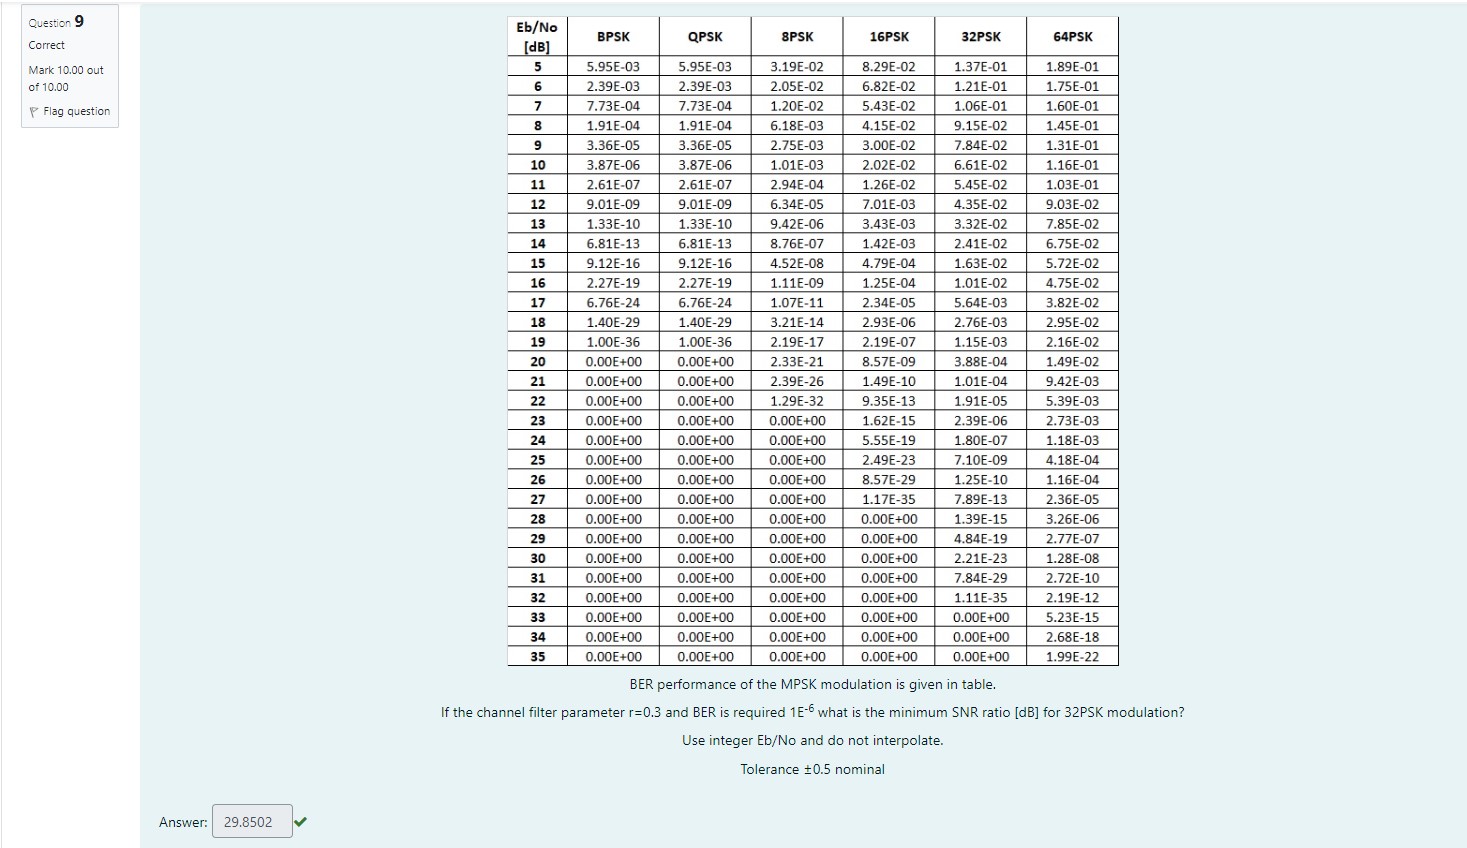 Question 9
Correct
Mark 10.00 out
of 10.00
Flag question
Eb/No [dB] BPSK QPSK 8PSK 16PSK 32PSK 64PSK
5 5.95E-03 5.95E-03 3.19E-02 8.29E-02 1.37E-01 1.89E-01
6 2.39E-03 2.39E-03 2.05E-02 6.82E-02 1.21E-01 1.75E-01
7 7.73E-04 7.73E-04 1.20E-02 5.43E-02 1.06E-01 1.60E-01
8 1.91E-04 1.91E-04 6.18E-03 4.15E-02 9.15E-02 1.45E-01
9 3.36E-05 3.36E-05 2.75E-03 3.00E-02 7.84E-02 1.31E-01
10 3.87E-06 3.87E-06 1.01E-03 2.02E-02 6.61E-02 1.16E-01
11 2.61E-07 2.61E-07 2.94E-04 1.26E-02 5.45E-02 1.03E-01
12 9.01E-09 9.01E-09 6.34E-05 7.01E-03 4.35E-02 9.03E-02
13 1.33E-10 1.33E-10 9.42E-06 3.43E-03 3.32E-02 7.85E-02
14 6.81E-13 6.81E-13 8.76E-07 1.42E-03 2.41E-02 6.75E-02
15 9.12E-16 9.12E-16 4.52E-08 4.79E-04 1.63E-02 5.72E-02
16 2.27E-19 2.27E-19 1.11E-09 1.25E-04 1.01E-02 4.75E-02
17 6.76E-24 6.76E-24 1.07E-11 2.34E-05 5.64E-03 3.82E-02
18 1.40E-29 1.40E-29 3.21E-14 2.93E-06 2.76E-03 2.95E-02
19 1.00E-36 1.00E-36 2.19E-17 2.19E-07 1.15E-03 2.16E-02
20 0.00E+00 0.00E+00 2.33E-21 8.57E-09 3.88E-04 1.49E-02
21 0.00E+00 0.00E+00 2.39E-26 1.49E-10 1.01E-04 9.42E-03
22 0.00E+00 0.00E+00 1.29E-32 9.35E-13 1.91E-05 5.39E-03
23 0.00E+00 0.00E+00 0.00E+00 1.62E-15 2.39E-06 2.73E-03
24 0.00E+00 0.00E+00 0.00E+00 5.55E-19 1.80E-07 1.18E-03
25 0.00E+00 0.00E+00 0.00E+00 2.49E-23 7.10E-09 4.18E-04
26 0.00E+00 0.00E+00 0.00E+00 8.57E-29 1.25E-10 1.16E-04
27 0.00E+00 0.00E+00 0.00E+00 1.17E-35 7.89E-13 2.36E-05
28 0.00E+00 0.00E+00 0.00E+00 0.00E+00 1.39E-15 3.26E-06
29 0.00E+00 0.00E+00 0.00E+00 0.00E+00 4.84E-19 2.77E-07
30 0.00E+00 0.00E+00 0.00E+00 0.00E+00 2.21E-23 1.28E-08
31 0.00E+00 0.00E+00 0.00E+00 0.00E+00 7.84E-29 2.72E-10
32 0.00E+00 0.00E+00 0.00E+00 0.00E+00 1.11E-35 2.19E-12
33 0.00E+00 0.00E+00 0.00E+00 0.00E+00 0.00E+00 5.23E-15
34 0.00E+00 0.00E+00 0.00E+00 0.00E+00 0.00E+00 2.68E-18
35 0.00E+00 0.00E+00 0.00E+00 0.00E+00 0.00E+00 1.99E-22
BER performance of the MPSK modulation is given in table.
If the channel filter parameter r=0.3 and BER is required 1E-6 what is the minimum SNR ratio [dB] for 32PSK modulation?
Use integer Eb/No and do not interpolate.
Tolerance ±0.5 nominal
Answer: 29.8502